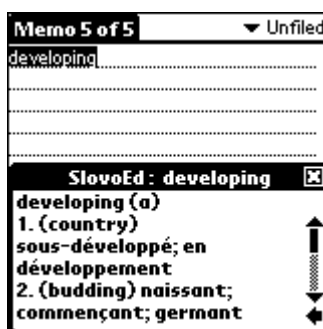 Memo 5 of 5 Unfiled
developing
SlovoEd: developing
developing (a)
1. (country)
sous-développé; en
développement
2. (budding) naissant;
commençant; germant